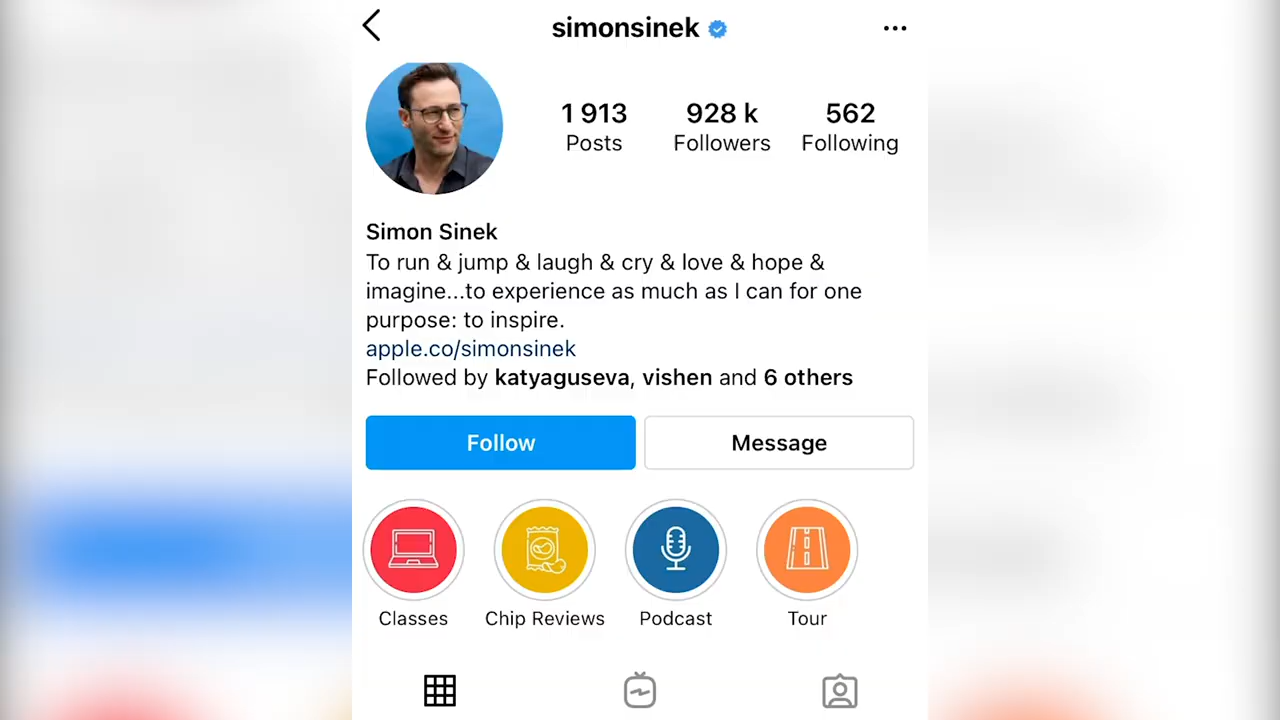 simonsinek
1 913 928 k 562
Posts Followers Following
Simon Sinek
To run & jump & laugh & cry & love & hope &
imagine...to experience as much as I can for one
purpose: to inspire.
apple.co/simonsinek
Followed by katyaguseva, vishen and 6 others
Follow Message
Classes Chip Reviews Podcast Tour